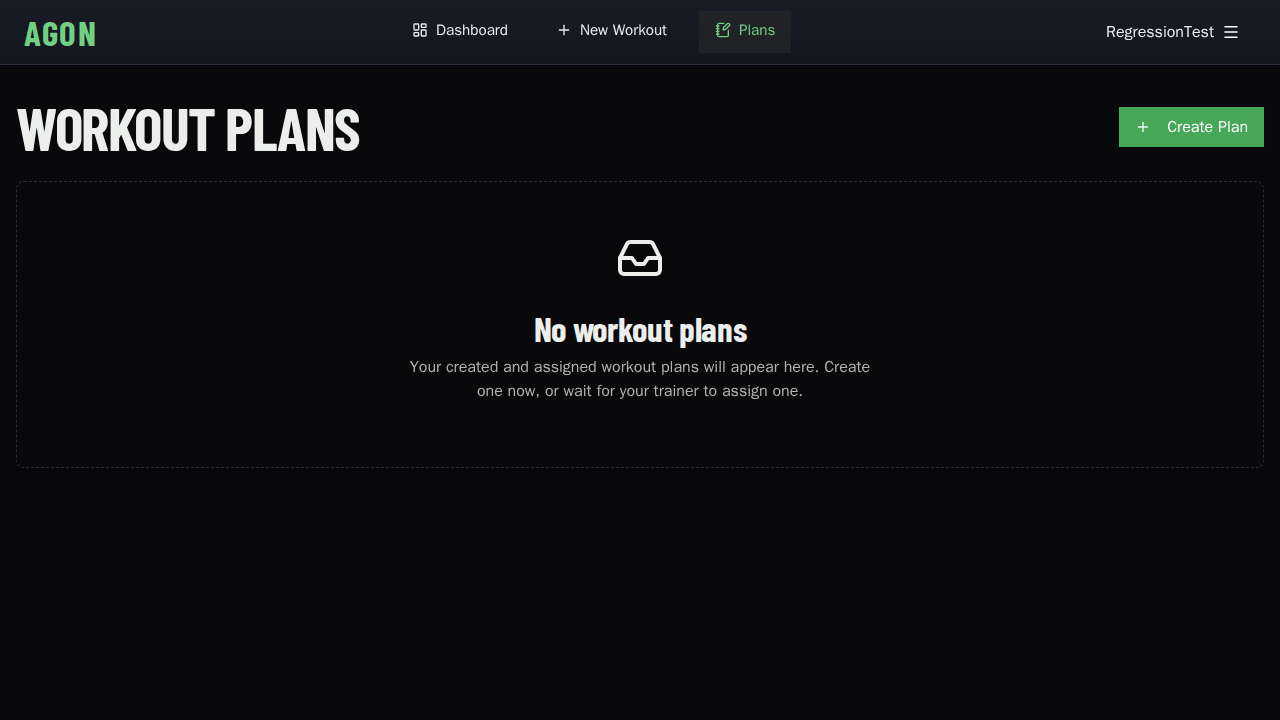 AGON
Dashboard
New Workout
Plans
RegressionTest
WORKOUT PLANS
Create Plan
No workout plans
Your created and assigned workout plans will appear here. Create
one now, or wait for your trainer to assign one.